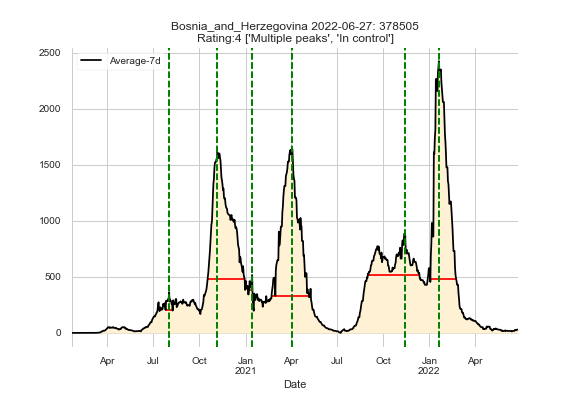 Bosnia_and_Herzegovina 2022-06-27: 378505
Rating:4 ['Multiple peaks', 'In control']
Average-7d
2500
2000
1500
1000
500
0
Apr Jul Oct Jan Apr Jul Oct Jan Apr
2021 2022
Date